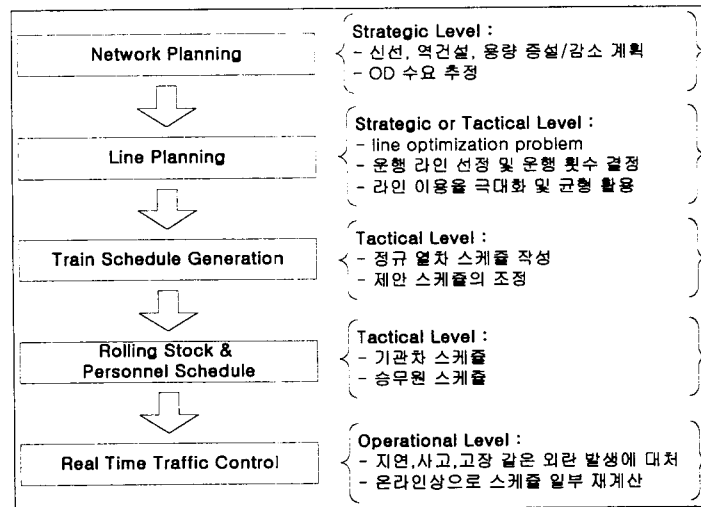 Network Planning
Strategic Level :
- 신선, 역건설, 용량 증설/감소 계획
- OD 수요 추정
Line Planning
Strategic or Tactical Level :
- line optimization problem
- 운행 라인 선정 및 운행 횟수 결정
- 라인 이용율 극대화 및 균형 활용
Train Schedule Generation
Tactical Level :
- 정규 열차 스케쥴 작성
- 제안 스케쥴의 조정
Rolling Stock &
Personnel Schedule
Tactical Level :
- 기관차 스케쥴
- 승무원 스케쥴
Real Time Traffic Control
Operational Level :
- 지연,사고,고장 같은 외란 발생에 대처
- 온라인상으로 스케쥴 일부 재계산